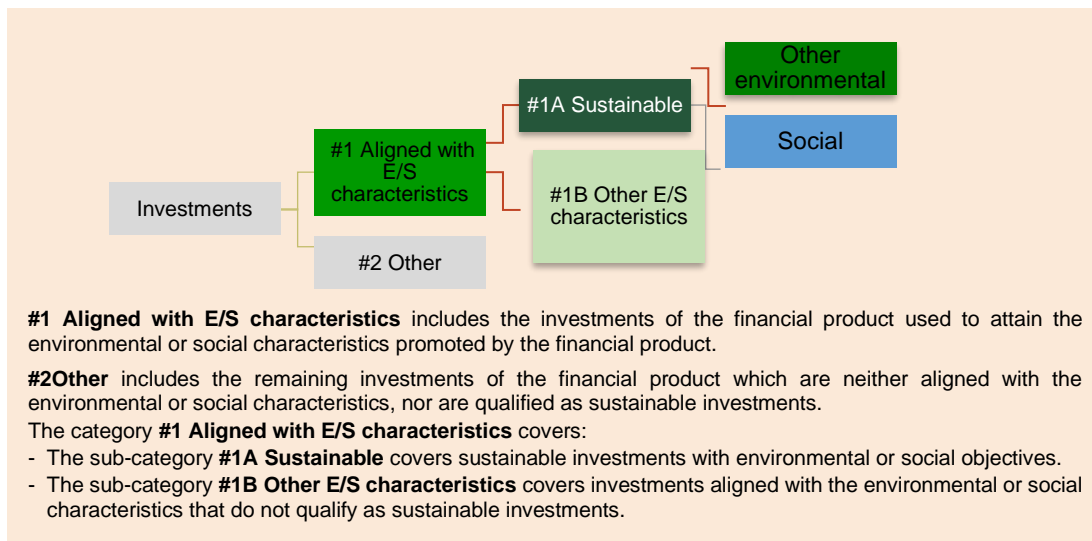 Other
environmental
#1A Sustainable
Social
#1 Aligned with
E/S
characteristics
#1B Other E/S
characteristics
Investments
#2 Other
#1 Aligned with E/S characteristics includes the investments of the financial product used to attain the
environmental or social characteristics promoted by the financial product.
#2Other includes the remaining investments of the financial product which are neither aligned with the
environmental or social characteristics, nor are qualified as sustainable investments.
The category #1 Aligned with E/S characteristics covers:
- The sub-category #1A Sustainable covers sustainable investments with environmental or social objectives.
- The sub-category #1B Other E/S characteristics covers investments aligned with the environmental or social
characteristics that do not qualify as sustainable investments.